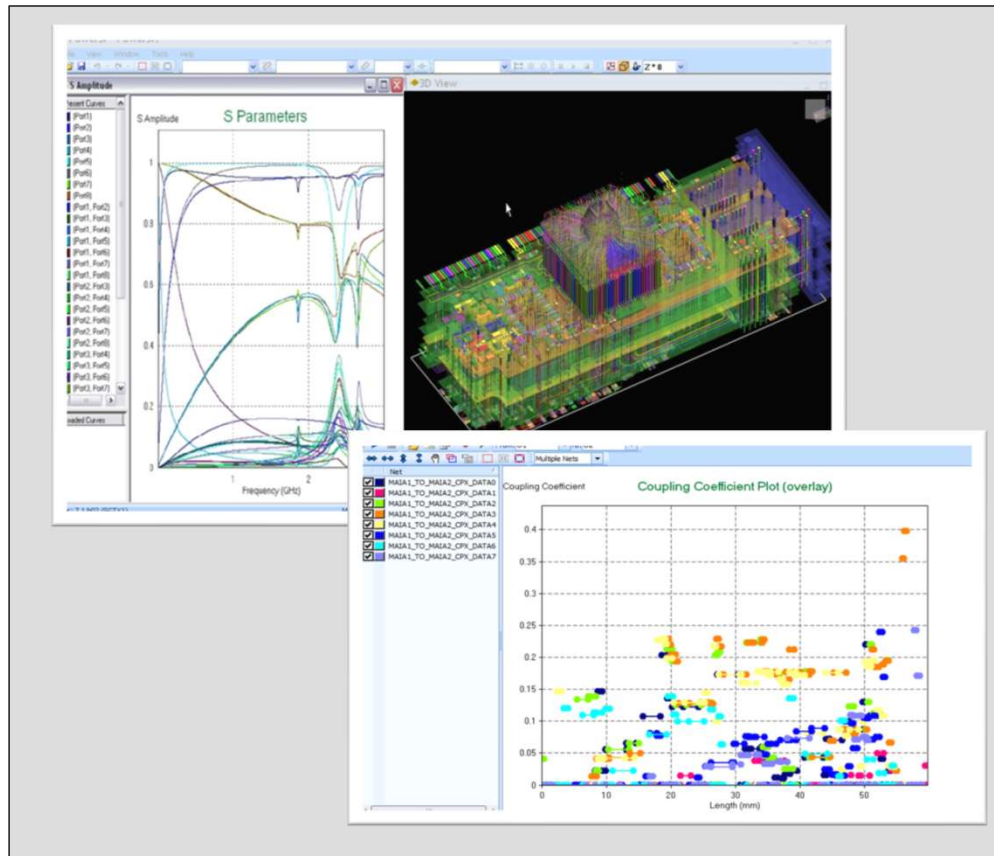 View Window Tools Help
Z * 8
S Amplitude
3D View
(Port1)
(Port2)
(Port3)
(Port4)
(Port5)
(Port6)
(Port7)
(Port8)
(Port1, Port2)
(Port1, Port3)
(Port1, Port4)
(Port1, Port5)
(Port1, Port6)
(Port1, Port7)
(Port1, Port8)
(Port2, Port3)
(Port2, Port4)
(Port2, Port5)
(Port2, Port6)
(Port2, Port7)
(Port2, Port8)
(Port3, Port4)
(Port3, Port5)
(Port3, Port6)
(Port3, Port7)
S Amplitude
S Parameters
1
0.8
0.6
0.4
0.2
0
1 2
Frequency (GHz)
Multiple Nets
Net
MAIA1_TO_MAIA2_CPX_DATA0
MAIA1_TO_MAIA2_CPX_DATA1
MAIA1_TO_MAIA2_CPX_DATA2
MAIA1_TO_MAIA2_CPX_DATA3
MAIA1_TO_MAIA2_CPX_DATA4
MAIA1_TO_MAIA2_CPX_DATA5
MAIA1_TO_MAIA2_CPX_DATA6
MAIA1_TO_MAIA2_CPX_DATA7
Coupling Coefficient
Coupling Coefficient Plot (overlay)
0.4
0.35
0.3
0.25
0.2
0.15
0.1
0.05
0
0 10 20 30 40 50
Length (mm)